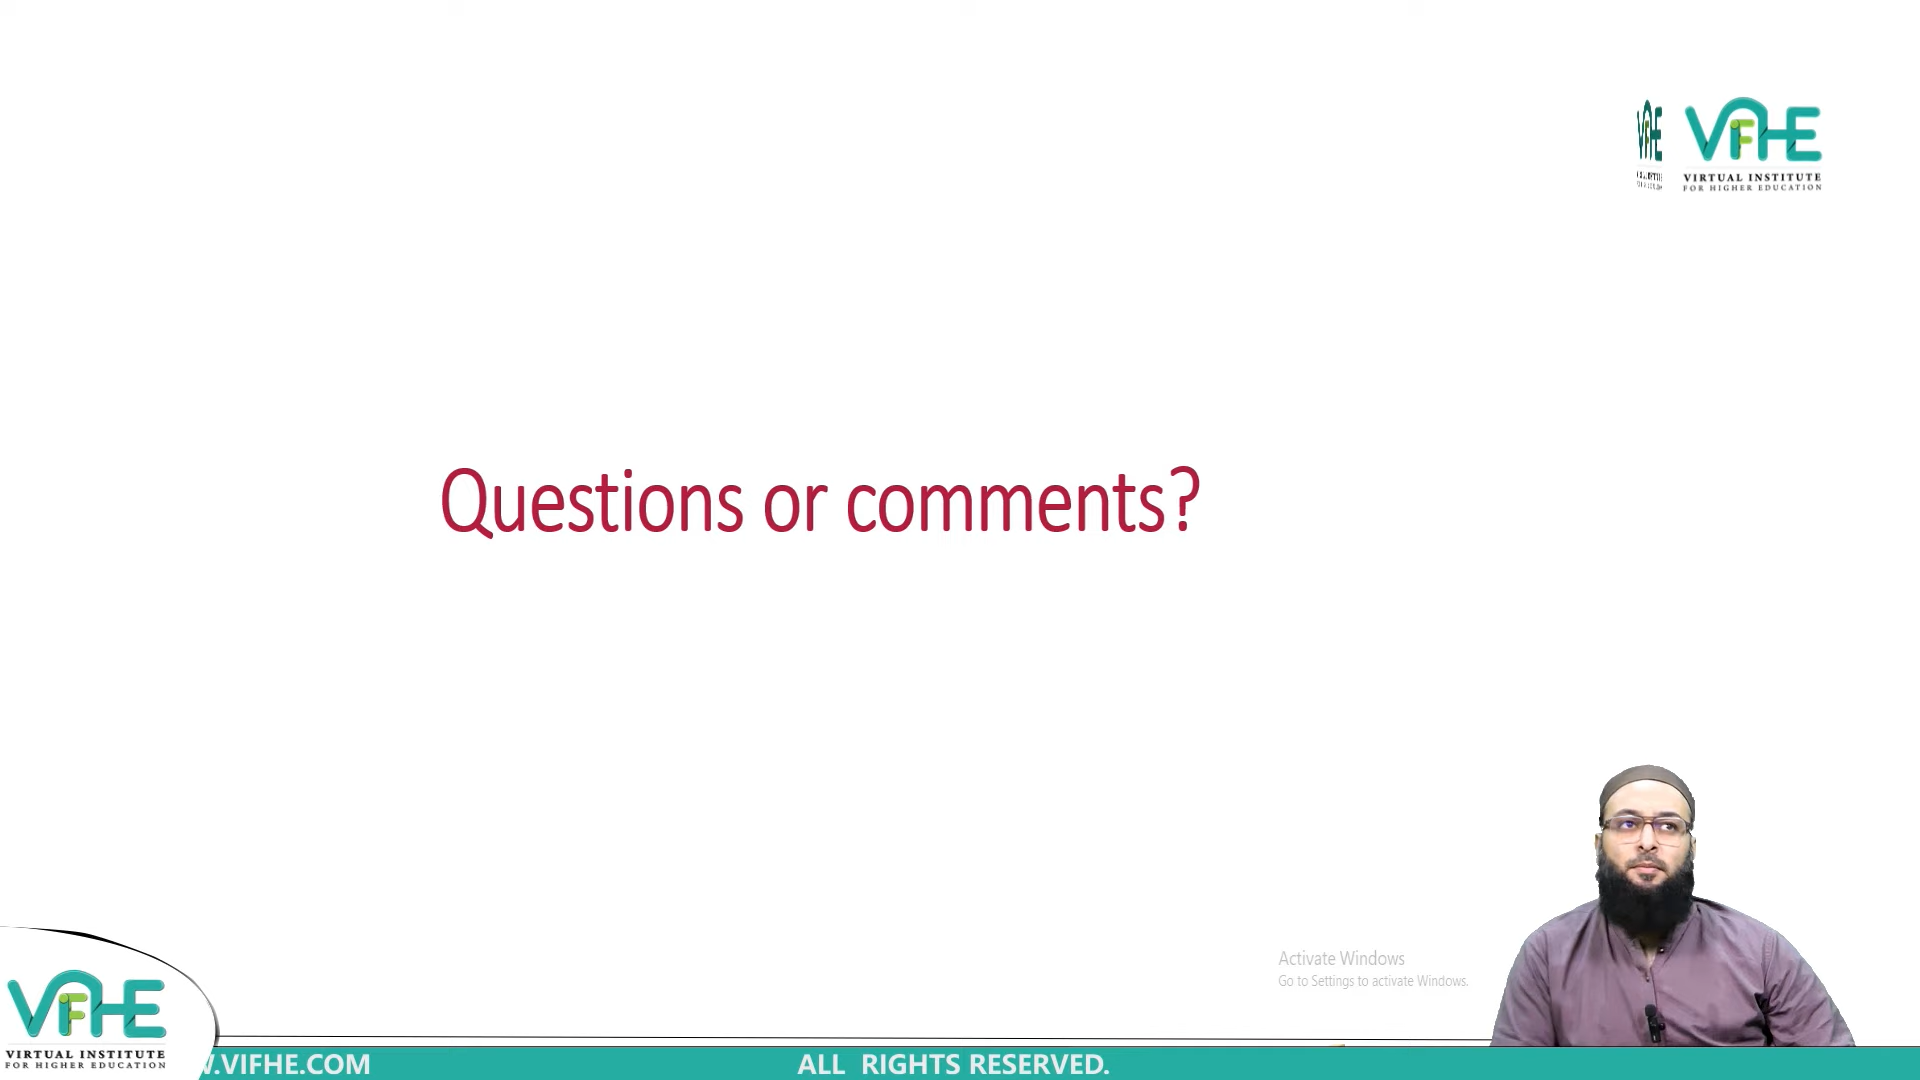 VIFHE
VIRTUAL INSTITUTE
FOR HIGHER EDUCATION
Questions or comments?
Activate Windows
Go to Settings to activate Windows.
VIFHE
VIRTUAL INSTITUTE
FOR HIGHER EDUCATION
.VIFHE.COM
ALL RIGHTS RESERVED.